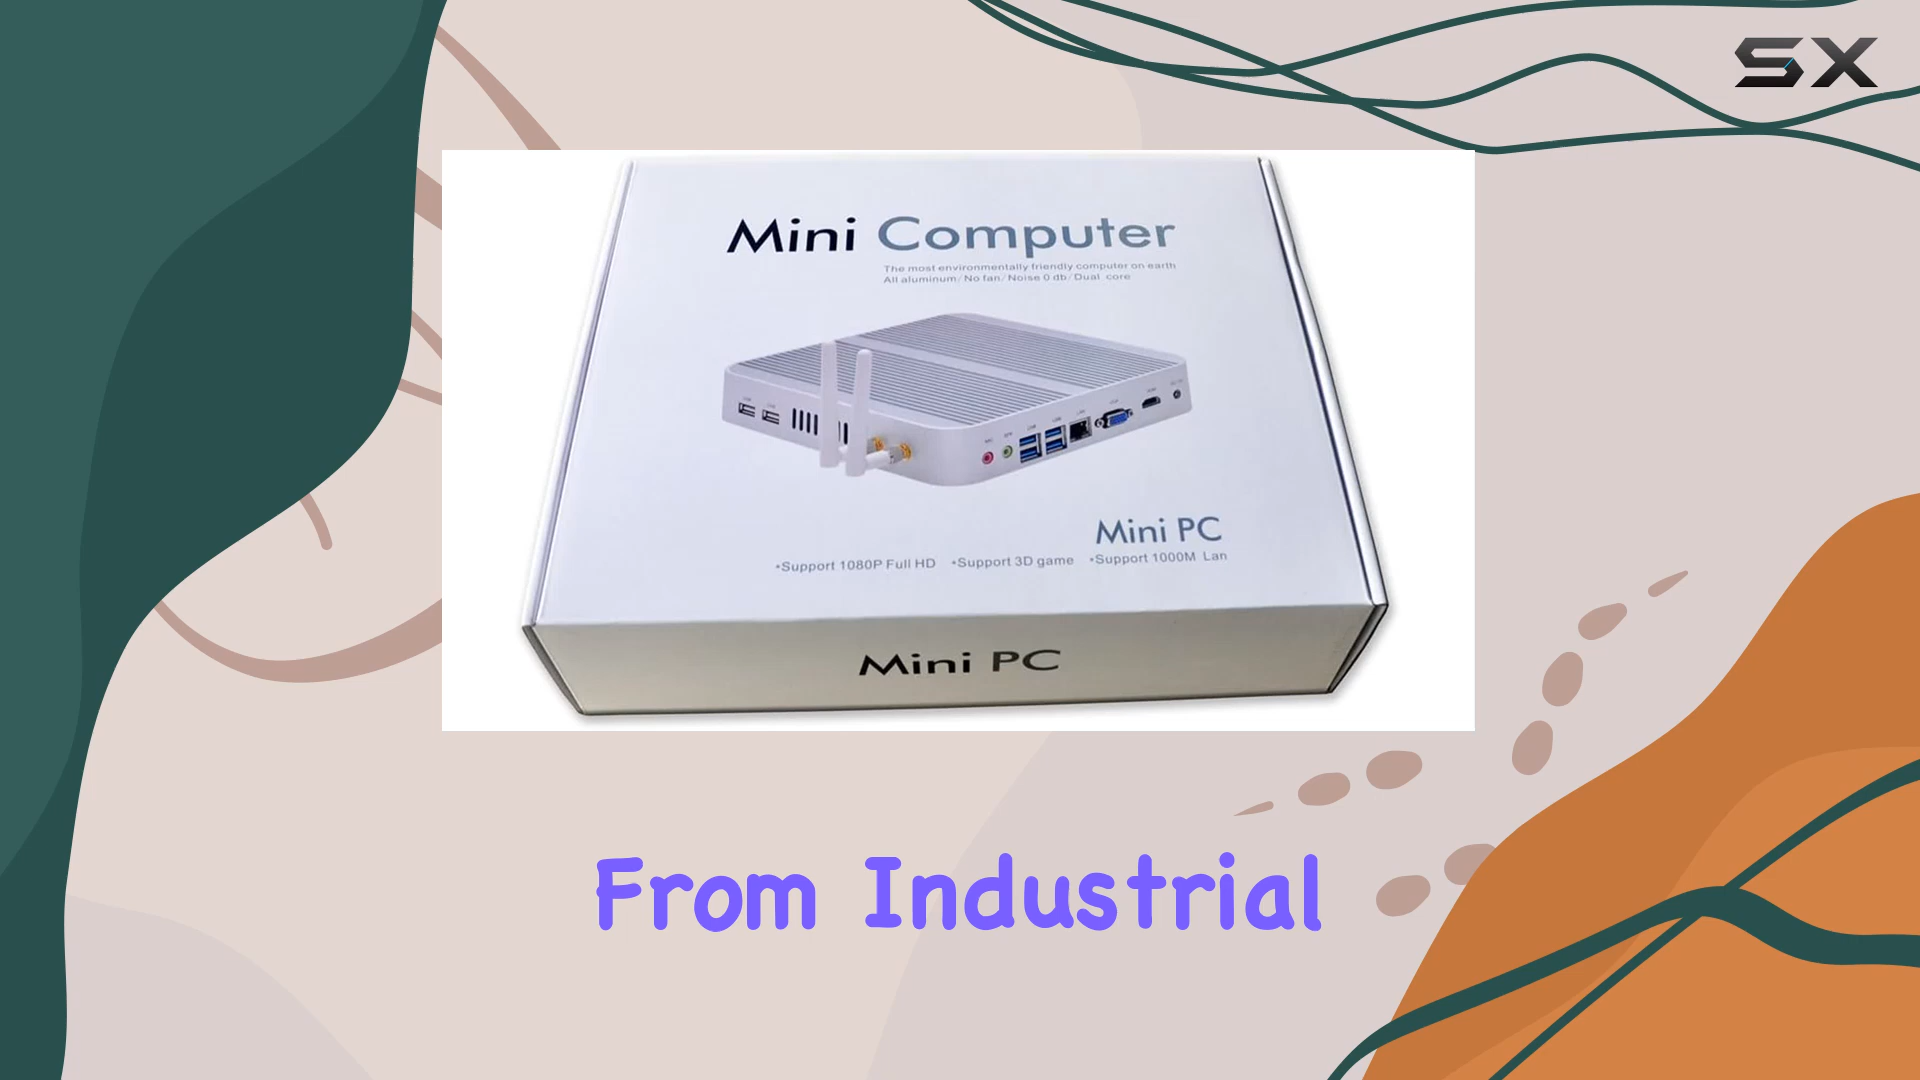 SX
Mini Computer
The most environmentally friendly computer on earth
All aluminum/No fan/Noise 0 db/Dual core
Mini PC
•Support 1080P Full HD •Support 3D game •Support 1000M Lan
Mini PC
From Industrial